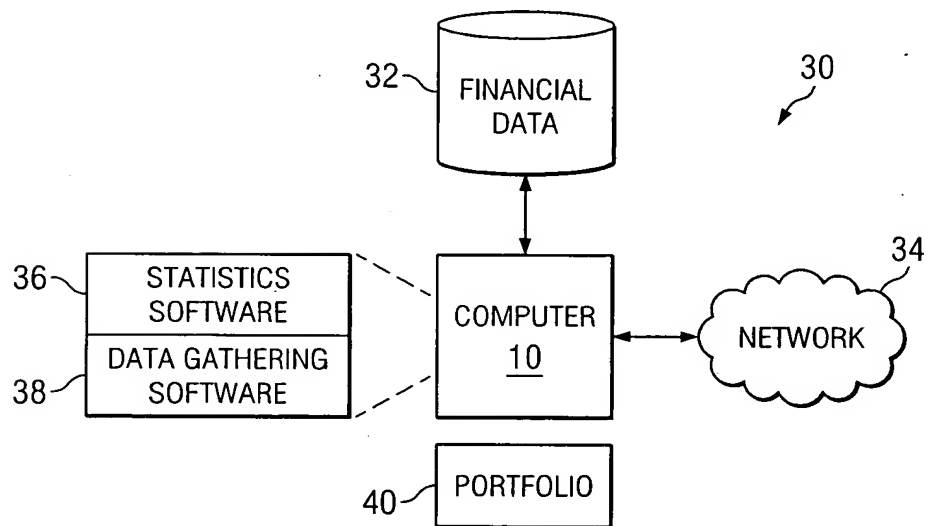 32
FINANCIAL
DATA
30
36
STATISTICS
SOFTWARE
38
DATA GATHERING
SOFTWARE
COMPUTER
10
34
NETWORK
40
PORTFOLIO